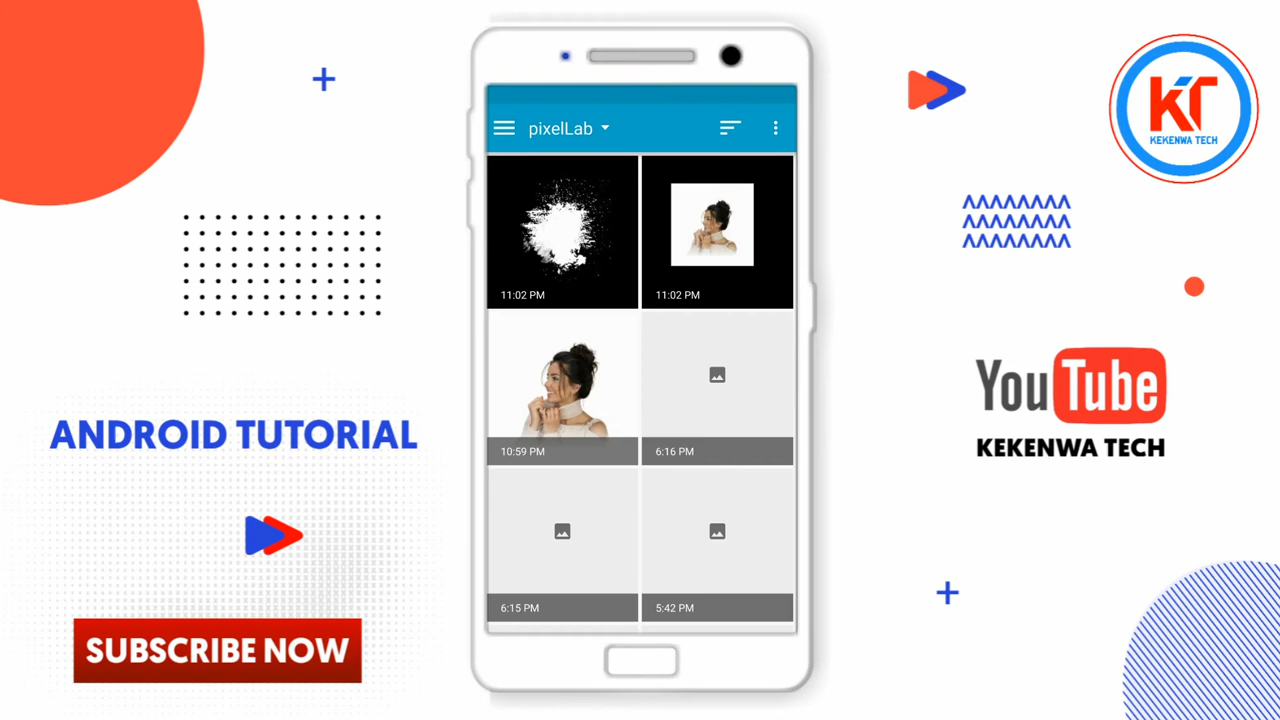 KT
KEKENWA TECH
pixelLab
11:02 PM
11:02 PM
10:59 PM
6:16 PM
6:15 PM
5:42 PM
ANDROID TUTORIAL
SUBSCRIBE NOW
YouTube
KEKENWA TECH